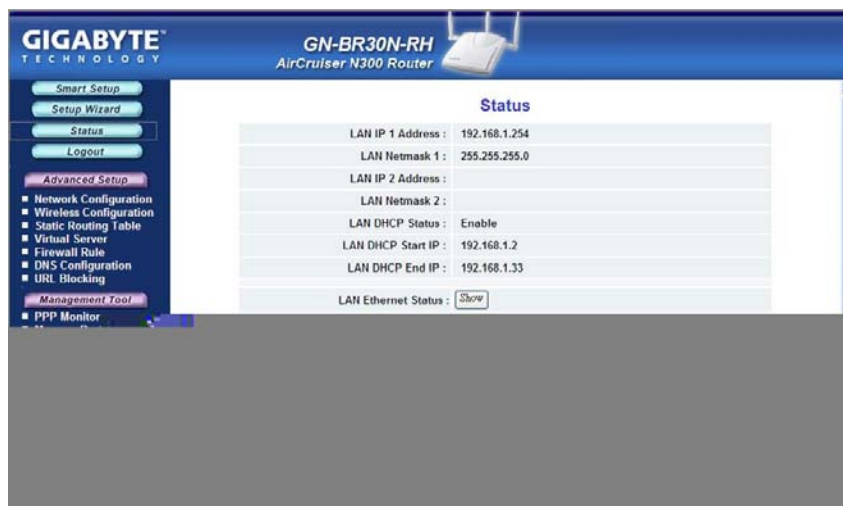 GIGABYTE™
TECHNOLOGY
GN-BR30N-RH
AirCruiser N300 Router
Smart Setup
Setup Wizard
Status
Logout
Advanced Setup
Network Configuration
Wireless Configuration
Static Routing Table
Virtual Server
Firewall Rule
DNS Configuration
URL Blocking
Management Tool
PPP Monitor
Status
LAN IP 1 Address : 192.168.1.254
LAN Netmask 1 : 255.255.255.0
LAN IP 2 Address :
LAN Netmask 2 :
LAN DHCP Status : Enable
LAN DHCP Start IP : 192.168.1.2
LAN DHCP End IP : 192.168.1.33
LAN Ethernet Status : Show